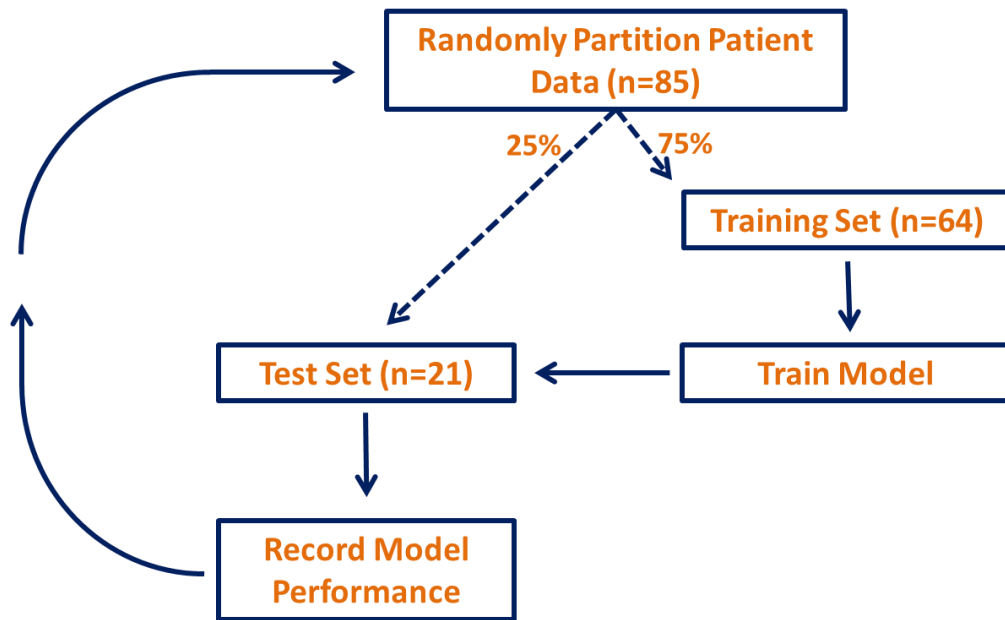 Randomly Partition Patient
Data (n=85)
25%
75%
Training Set (n=64)
Test Set (n=21)
Train Model
Record Model
Performance